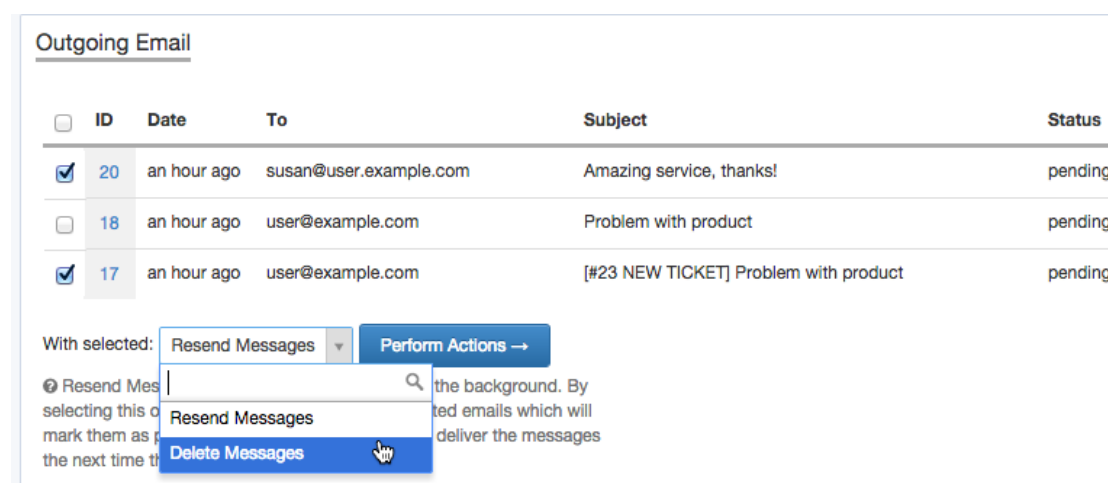 Outgoing Email
ID Date To Subject Status
20 an hour ago susan@user.example.com Amazing service, thanks! pending
18 an hour ago user@example.com Problem with product pending
17 an hour ago user@example.com [#23 NEW TICKET] Problem with product pending
With selected: Resend Messages Perform Actions →
Resend Mes the background. By
selecting this o ted emails which will
Resend Messages
mark them as p deliver the messages
Delete Messages
the next time th